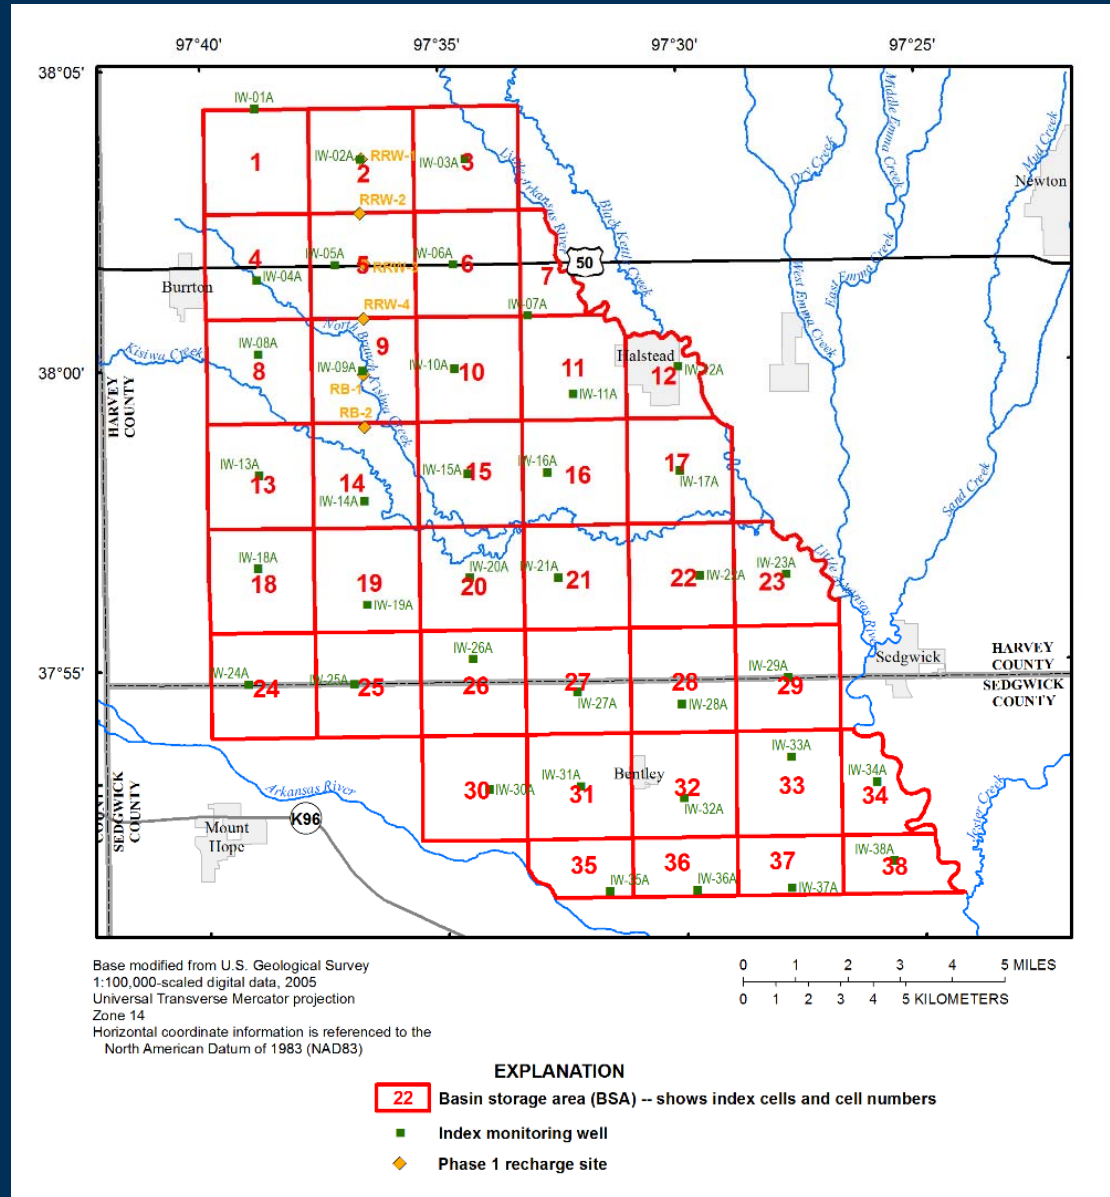 97°40'
97°35'
97°30'
97°25'
38°05'
IW-01A
1
IW-02A
RRW-1
2
IW-03A
3
RRW-2
Little Arkansas River
Black Kettle Creek
Dry Creek
Middle Emma Creek
Mud Creek
Newton
4
IW-04A
IW-05A
5
RRW-3
IW-06A
6
7
50
Burrton
RRW-4
IW-07A
West Emma Creek
East Emma Creek
Kisiwa Creek
North Branch Kisiwa Creek
38°00'
IW-08A
8
9
IW-09A
RB-1
RB-2
IW-10A
10
11
IW-11A
Halstead
12
HARVEY
COUNTY
IW-13A
13
14
IW-14A
IW-15A
15
IW-16A
16
17
IW-17A
Sand Creek
IW-18A
18
19
IW-19A
IW-20A
20
IW-21A
21
22
IW-23A
23
Little Arkansas River
Sedgwick
HARVEY
COUNTY
SEDGWICK
COUNTY
37°55'
W-24A
24
IW-25A
25
IW-26A
26
27
IW-27A
28
IW-28A
IW-29A
29
30
IW-30A
IW-31A
31
Bentley
32
IW-32A
IW-33A
33
IW-34A
34
Arkansas River
K96
Mount
Hope
SEDGWICK
COUNTY
35
IW-35A
36
IW-36A
37
IW-37A
IW-38A
38
Base modified from U.S. Geological Survey
1:100,000-scaled digital data, 2005
Universal Transverse Mercator projection
Zone 14
Horizontal coordinate information is referenced to the
North American Datum of 1983 (NAD83)
0 1 2 3 4 5 MILES
0 1 2 3 4 5 KILOMETERS
EXPLANATION
22 Basin storage area (BSA) -- shows index cells and cell numbers
Index monitoring well
Phase 1 recharge site